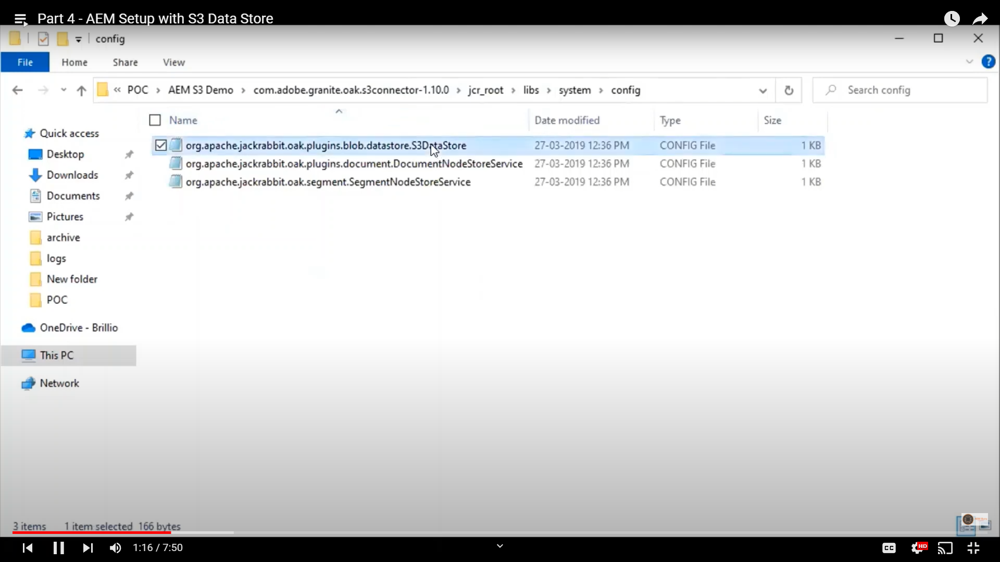 Part 4 - AEM Setup with S3 Data Store
config
File Home Share View
?
« POC › AEM S3 Demo › com.adobe.granite.oak.s3connector-1.10.0 › jcr_root › libs › system › config
Search config
Name Date modified Type Size
org.apache.jackrabbit.oak.plugins.blob.datastore.S3DataStore 27-03-2019 12:36 PM CONFIG File 1 KB
org.apache.jackrabbit.oak.plugins.document.DocumentNodeStoreService 27-03-2019 12:36 PM CONFIG File 1 KB
org.apache.jackrabbit.oak.segment.SegmentNodeStoreService 27-03-2019 12:36 PM CONFIG File 1 KB
Quick access
Desktop
Downloads
Documents
Pictures
archive
logs
New folder
POC
OneDrive - Brillio
This PC
Network
3 items 1 item selected 166 bytes
1:16 / 7:50
CC
HD